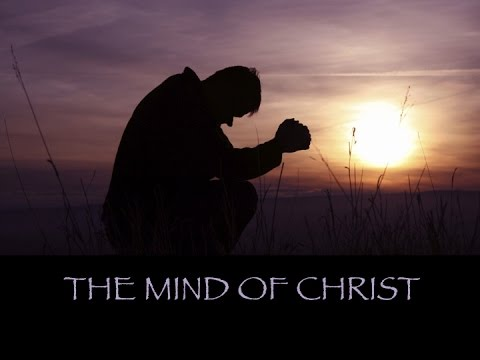 THE MIND OF CHRIST